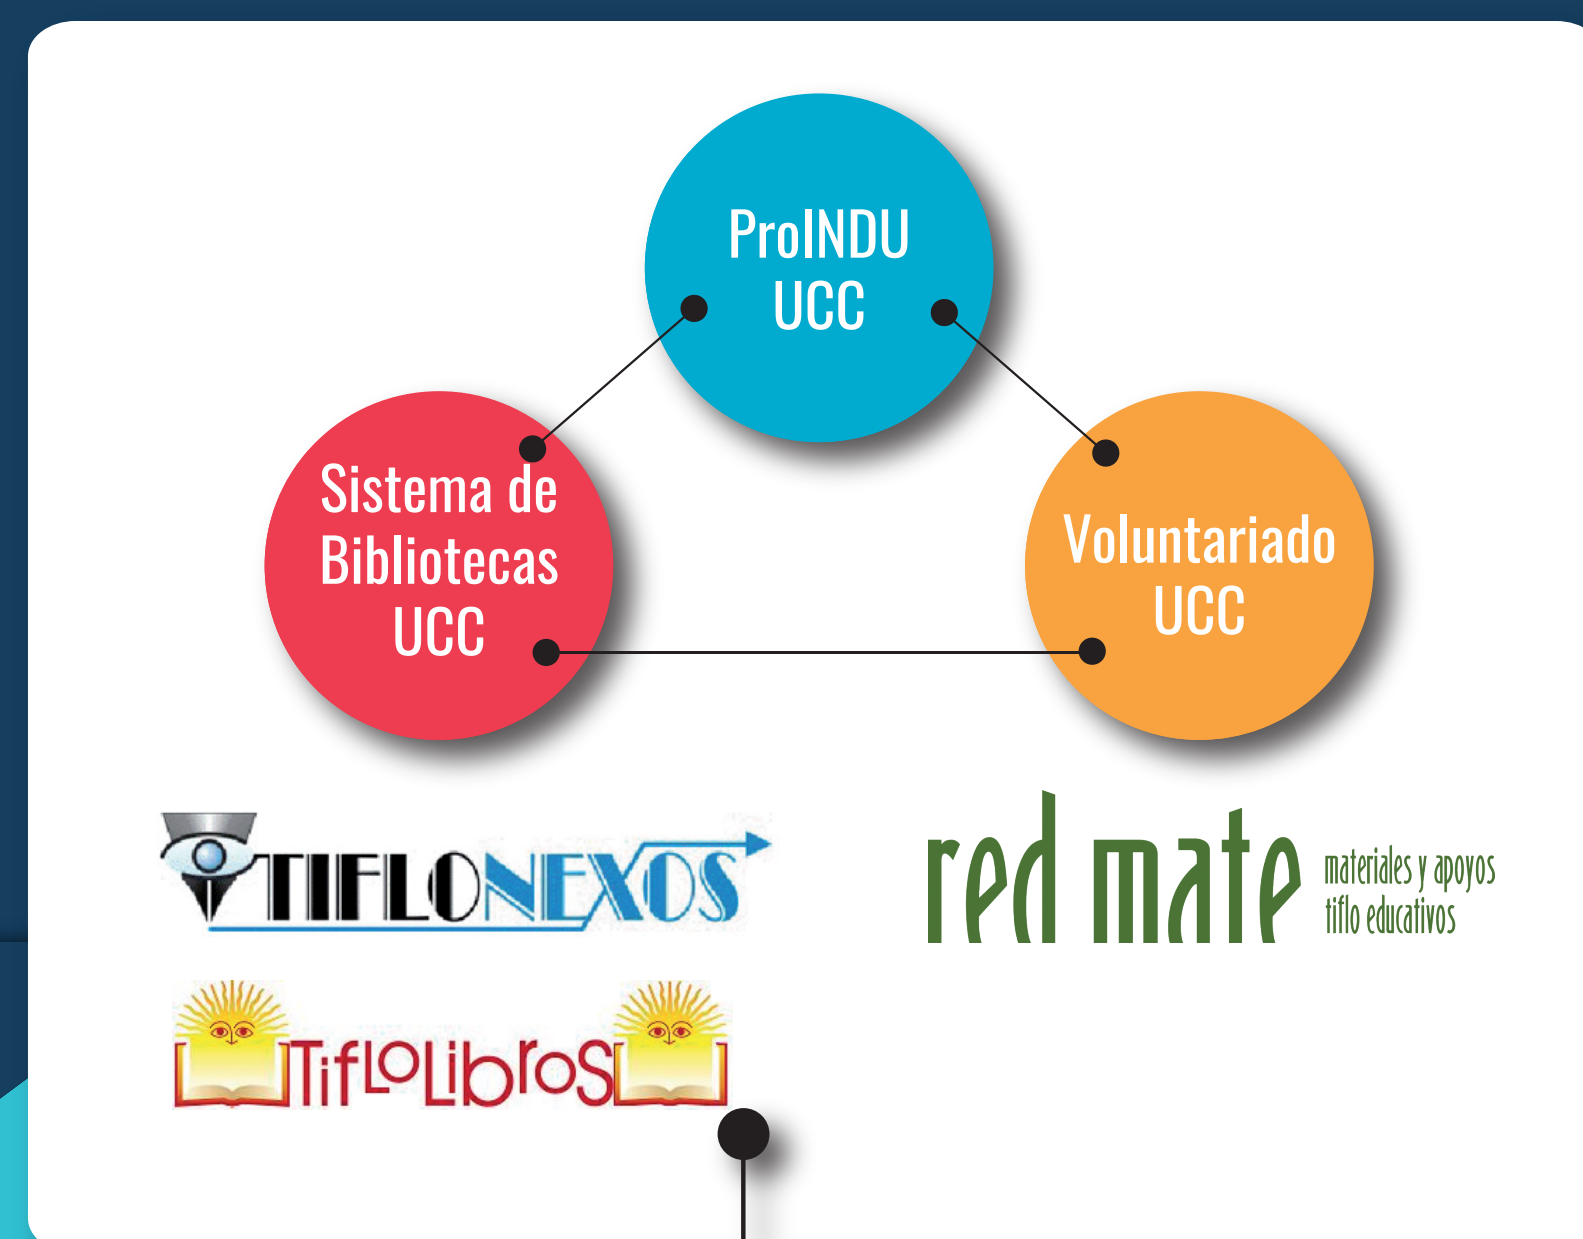 ProINDU
UCC
Sistema de
Bibliotecas
UCC
Voluntariado
UCC
TIFLONEXOS
red mate
materiales y apoyos
tiflo educativos
TifLoLibros